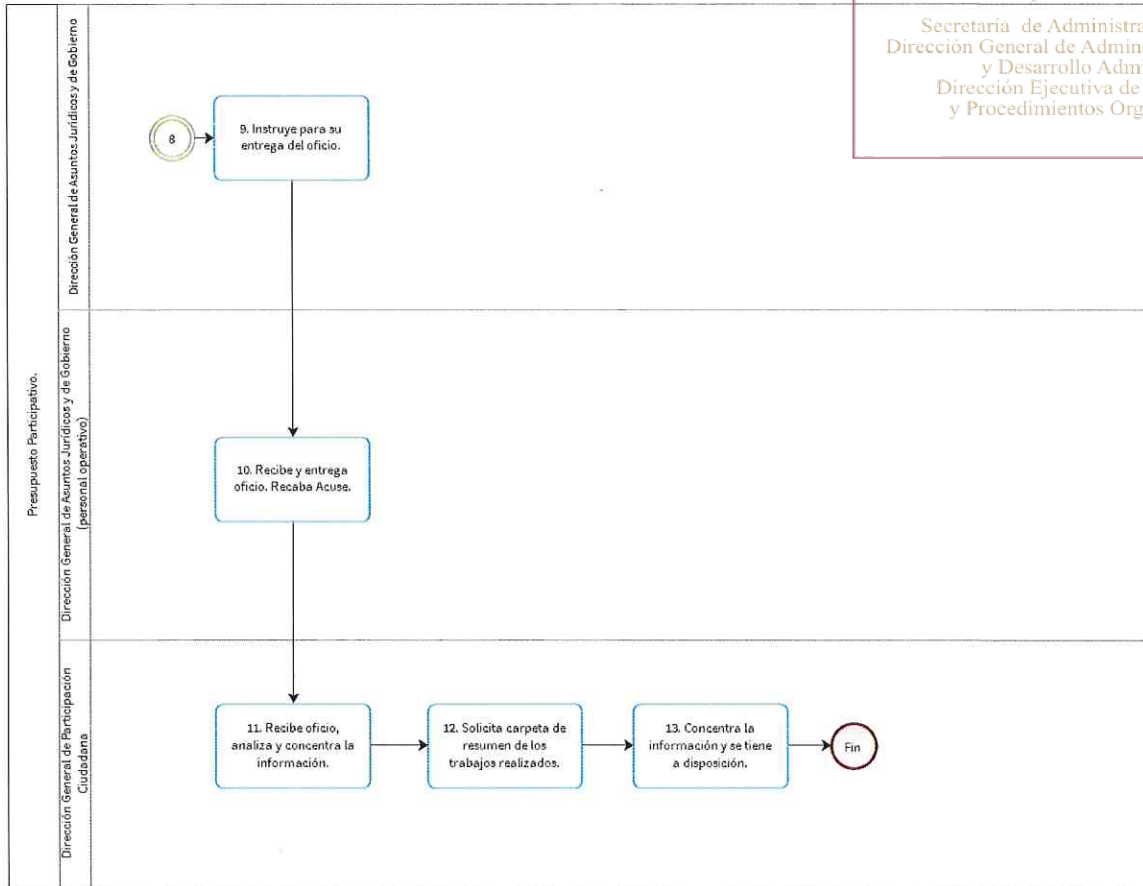 Secretaria de Administra
Dirección General de Admin
y Desarrollo Admi
Dirección Ejecutiva de
y Procedimientos Org
Presupuesto Participativo.
Dirección General de Asuntos Jurídicos y de Gobierno
8
9. Instruye para su
entrega del oficio.
Dirección General de Asuntos Jurídicos y de Gobierno
(personal operativo)
10. Recibe y entrega
oficio. Recaba Acuse.
Dirección General de Participación
Ciudadana
11. Recibe oficio,
analiza y concentra la
información.
12. Solicita carpeta de
resumen de los
trabajos realizados.
13. Concentra la
información y se tiene
a disposición.
Fin